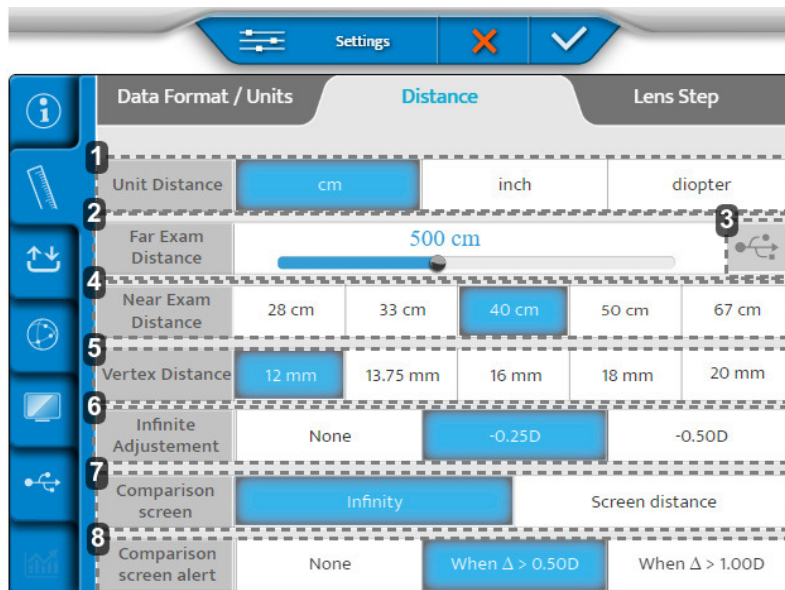 Settings
Data Format / Units Distance Lens Step
1
Unit Distance cm inch diopter
2
3
Far Exam
Distance
500 cm
4
Near Exam
Distance
28 cm 33 cm 40 cm 50 cm 67 cm
5
Vertex Distance 12 mm 13.75 mm 16 mm 18 mm 20 mm
6
Infinite
Adjustement
None -0.25D -0.50D
7
Comparison
screen
Infinity Screen distance
8
Comparison
screen alert
None When Δ > 0.50D When Δ > 1.00D